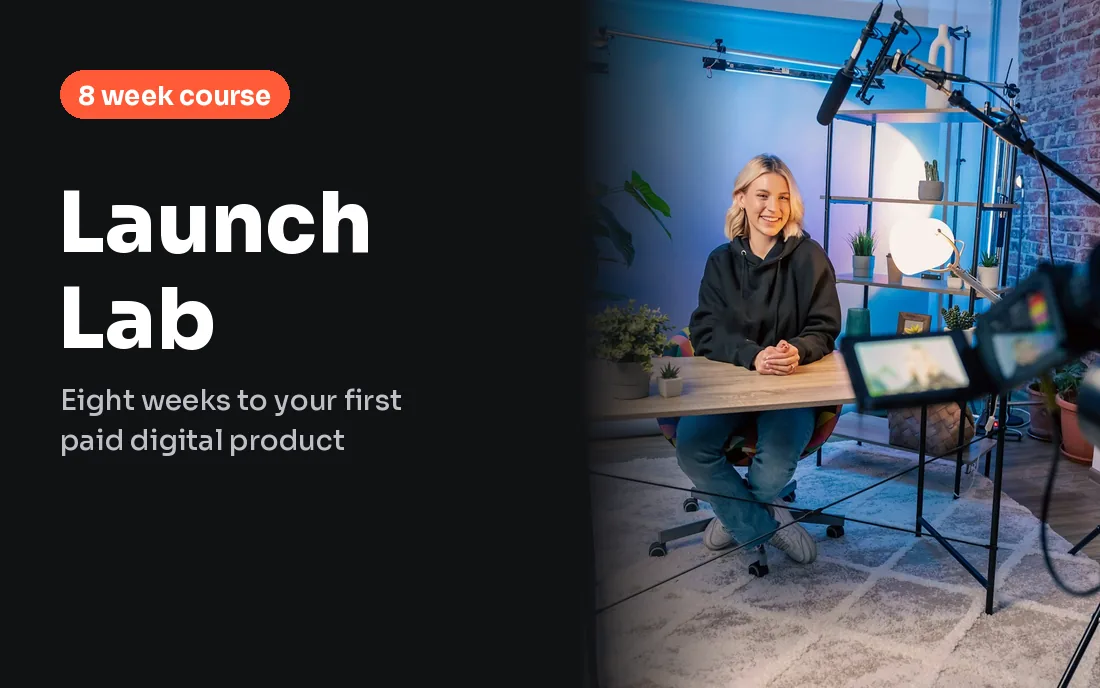 8 week course
Launch
Lab
Eight weeks to your first
paid digital product